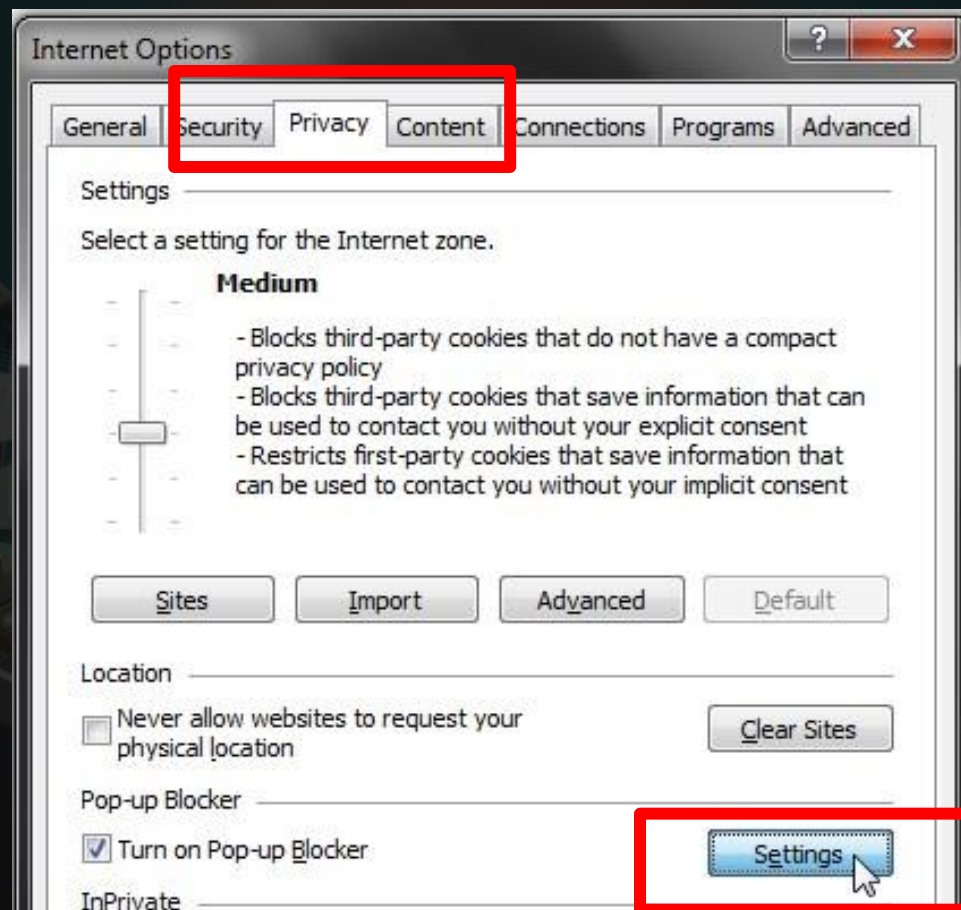 Internet Options
? X
General Security Privacy Content Connections Programs Advanced
Settings
Select a setting for the Internet zone.
Medium
- Blocks third-party cookies that do not have a compact
privacy policy
- Blocks third-party cookies that save information that can
be used to contact you without your explicit consent
- Restricts first-party cookies that save information that
can be used to contact you without your implicit consent
Sites Import Advanced Default
Location
Never allow websites to request your
physical location
Clear Sites
Pop-up Blocker
Turn on Pop-up Blocker
Settings
InPrivate